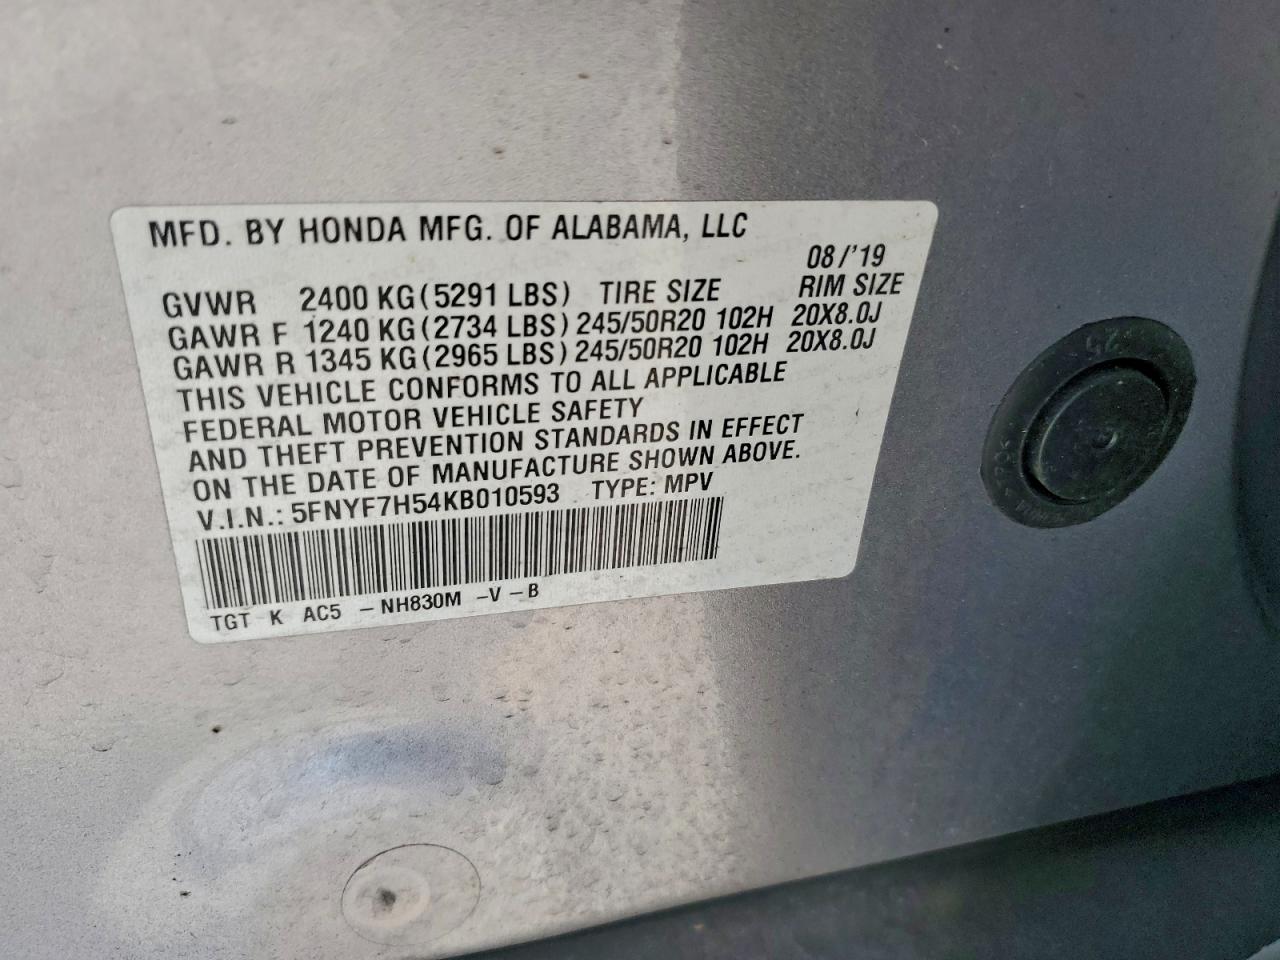 MFD. BY HONDA MFG. OF ALABAMA, LLC
08/'19
GVWR 2400 KG(5291 LBS) TIRE SIZE RIM SIZE
GAWR F 1240 KG(2734 LBS) 245/50R20 102H 20X8.0J
GAWR R 1345 KG(2965 LBS) 245/50R20 102H 20X8.0J
THIS VEHICLE CONFORMS TO ALL APPLICABLE
FEDERAL MOTOR VEHICLE SAFETY
AND THEFT PREVENTION STANDARDS IN EFFECT
ON THE DATE OF MANUFACTURE SHOWN ABOVE.
V.I.N.: 5FNYF7H54KB010593 TYPE: MPV
TGT K AC5 -NH830M -V-B
25